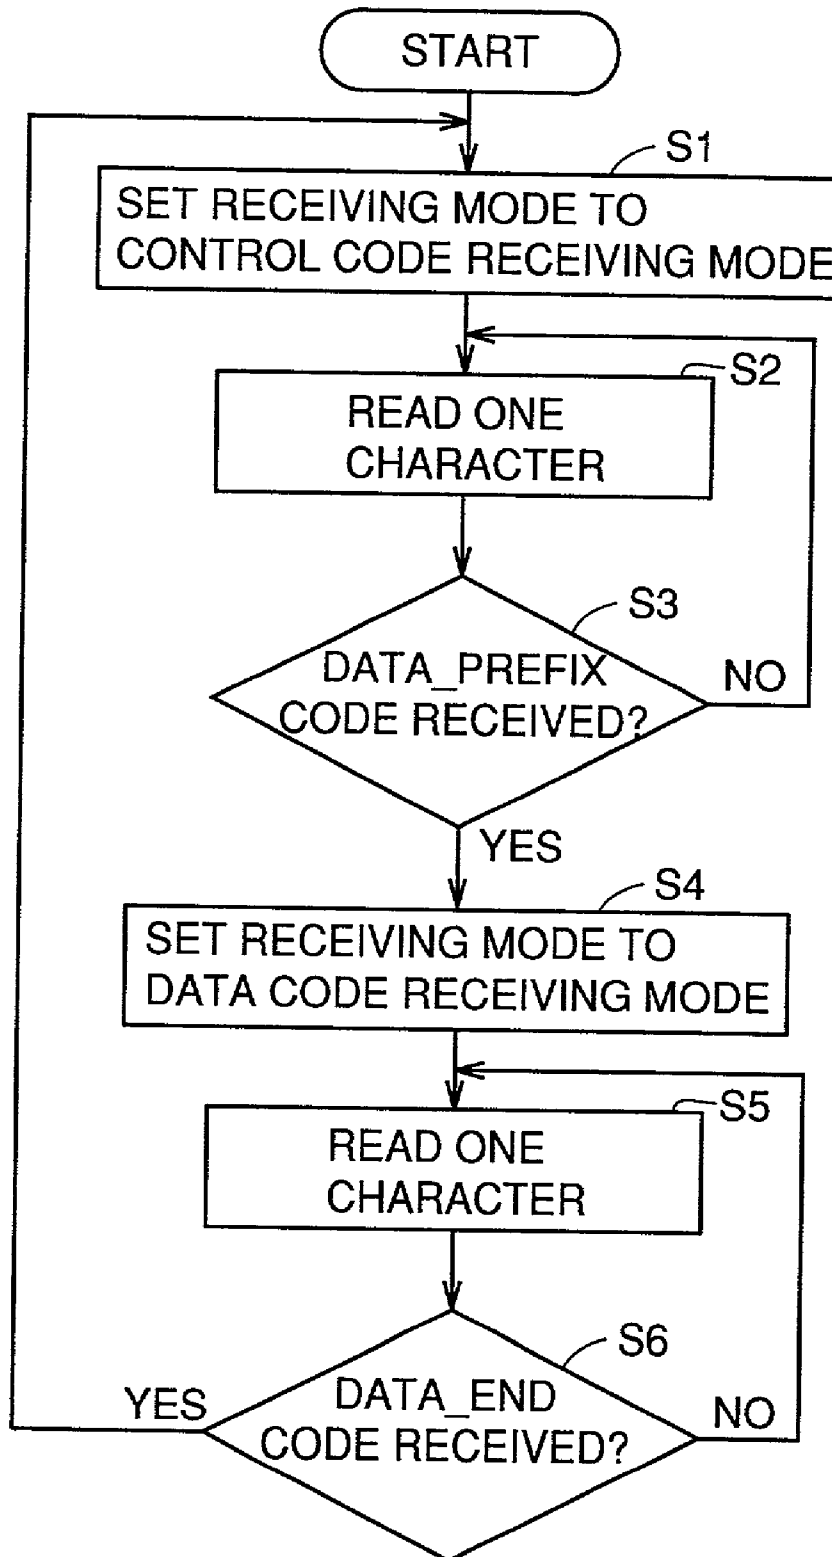 START
S1
SET RECEIVING MODE TO
CONTROL CODE RECEIVING MODE
S2
READ ONE
CHARACTER
S3
DATA_PREFIX
CODE RECEIVED?
NO
YES
S4
SET RECEIVING MODE TO
DATA CODE RECEIVING MODE
S5
READ ONE
CHARACTER
S6
YES
DATA_END
CODE RECEIVED?
NO